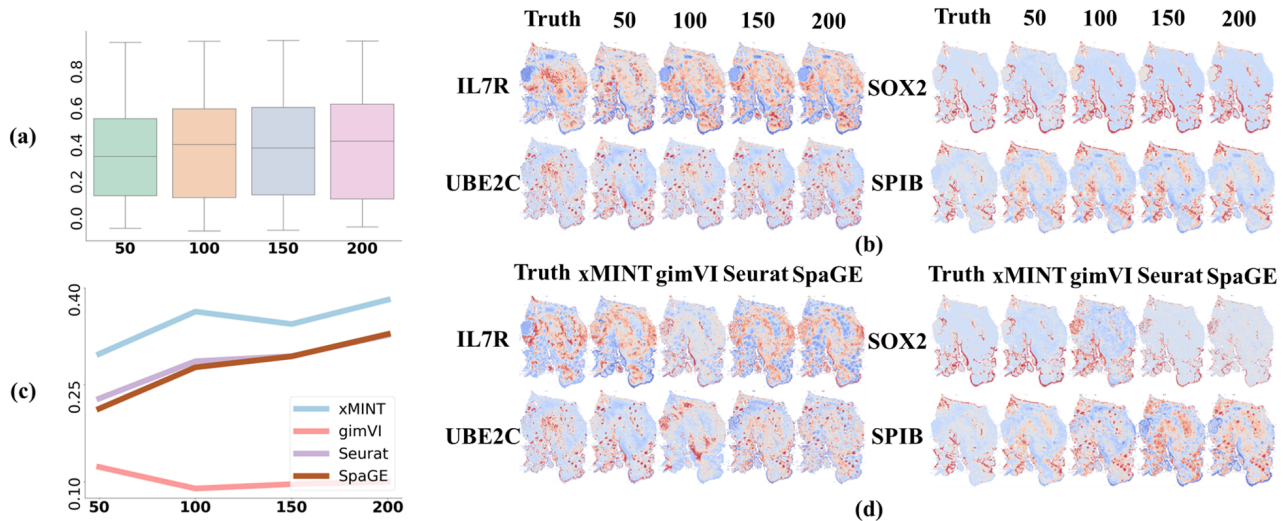 (a)
0.8
0.6
0.4
0.2
0.0
50 100 150 200
Truth 50 100 150 200
IL7R
UBE2C
Truth 50 100 150 200
SOX2
SPIB
(b)
(c)
0.40
0.25
0.10
50 100 150 200
xMINT
gimVI
Seurat
SpaGE
Truth xMINT gimVI Seurat SpaGE
IL7R
UBE2C
Truth xMINT gimVI Seurat SpaGE
SOX2
SPIB
(d)